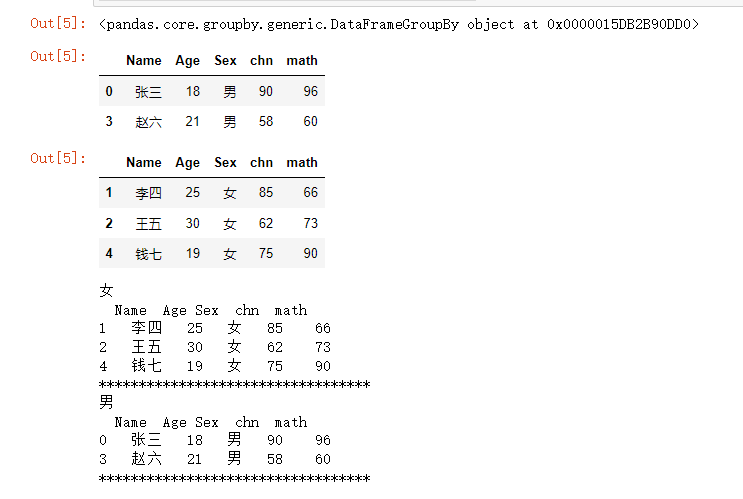 Out[5]: <pandas.core.groupby.generic.DataFrameGroupBy object at 0x0000015DB2B90DD0>
Out[5]:
Name Age Sex chn math
0 张三 18 男 90 96
3 赵六 21 男 58 60
Out[5]:
Name Age Sex chn math
1 李四 25 女 85 66
2 王五 30 女 62 73
4 钱七 19 女 75 90
女
Name Age Sex chn math
1 李四 25 女 85 66
2 王五 30 女 62 73
4 钱七 19 女 75 90
**********************************
男
Name Age Sex chn math
0 张三 18 男 90 96
3 赵六 21 男 58 60
**********************************